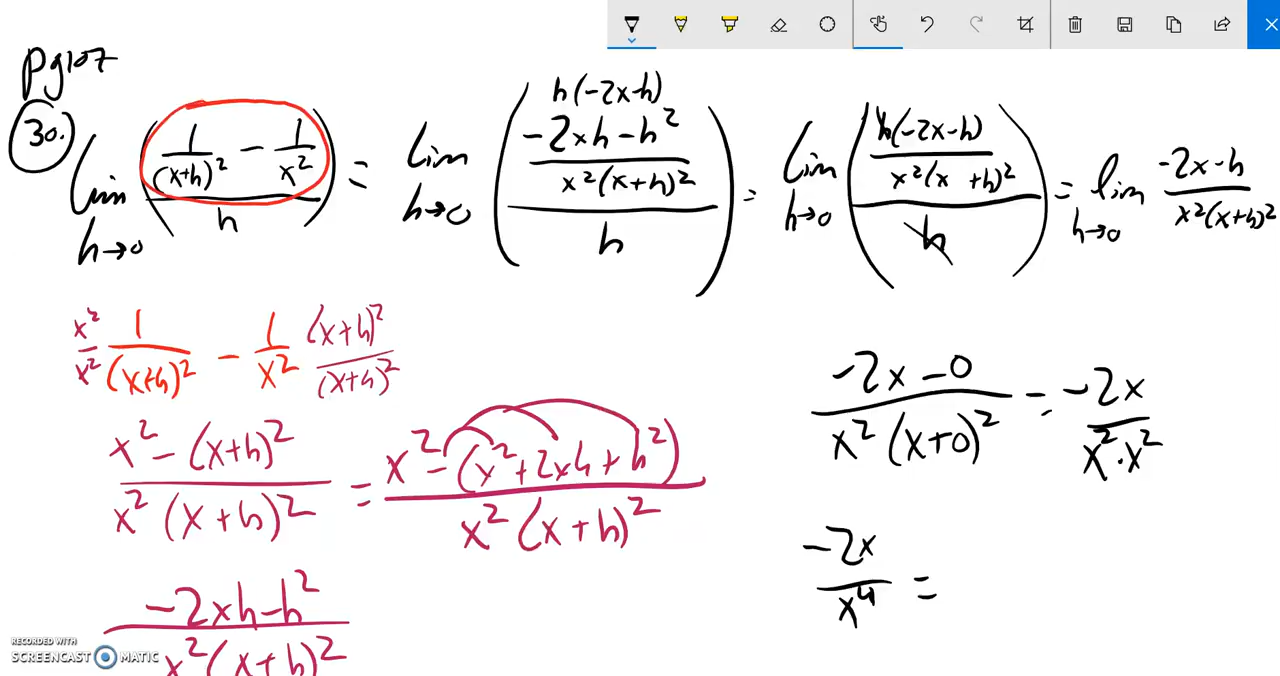 pg107
30. lim h→0 ((1/(x+h)² − 1/x²)/h) = lim h→0 (((-2xh-h²)/(x²(x+h)²))/h) = lim h→0 ((h(-2x-h)/(x²(x+h)²))/h) = lim h→0 (-2x-h)/(x²(x+h)²)
h(-2x-h)
x²/x² 1/(x+h)² − 1/x² (x+h)²/(x+h)²
(x²-(x+h)²)/(x²(x+h)²) = (x²-(x²+2xh+h²))/(x²(x+h)²)
(-2xh-h²)/(x²(x+h)²)
(-2x-0)/(x²(x+0)²) = -2x/(x²·x²)
-2x/x⁴ =
RECORDED WITH
SCREENCAST MATIC